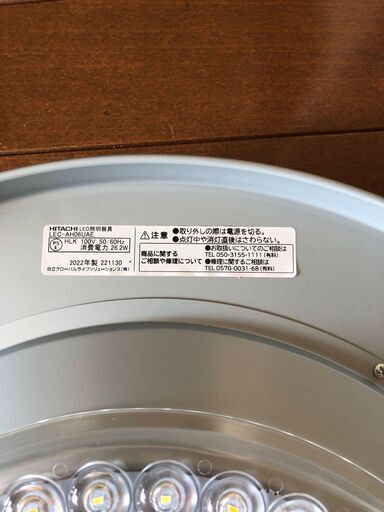 HITACHI LED照明器具
LEC-AH06UAE
PS E HLK 100V 50/60Hz
消費電力 26.2W
2022年製 221130
日立グローバルライフソリューションズ(株)
注意
●取り外しの際は電源を切る。
●点灯中や消灯直後はさわらない。
商品に関する
ご相談や修理について
●お取扱いについてのご相談は
TEL 050-3155-1111 (有料)
●修理に関するご相談は
TEL 0570-0031-68 (有料)